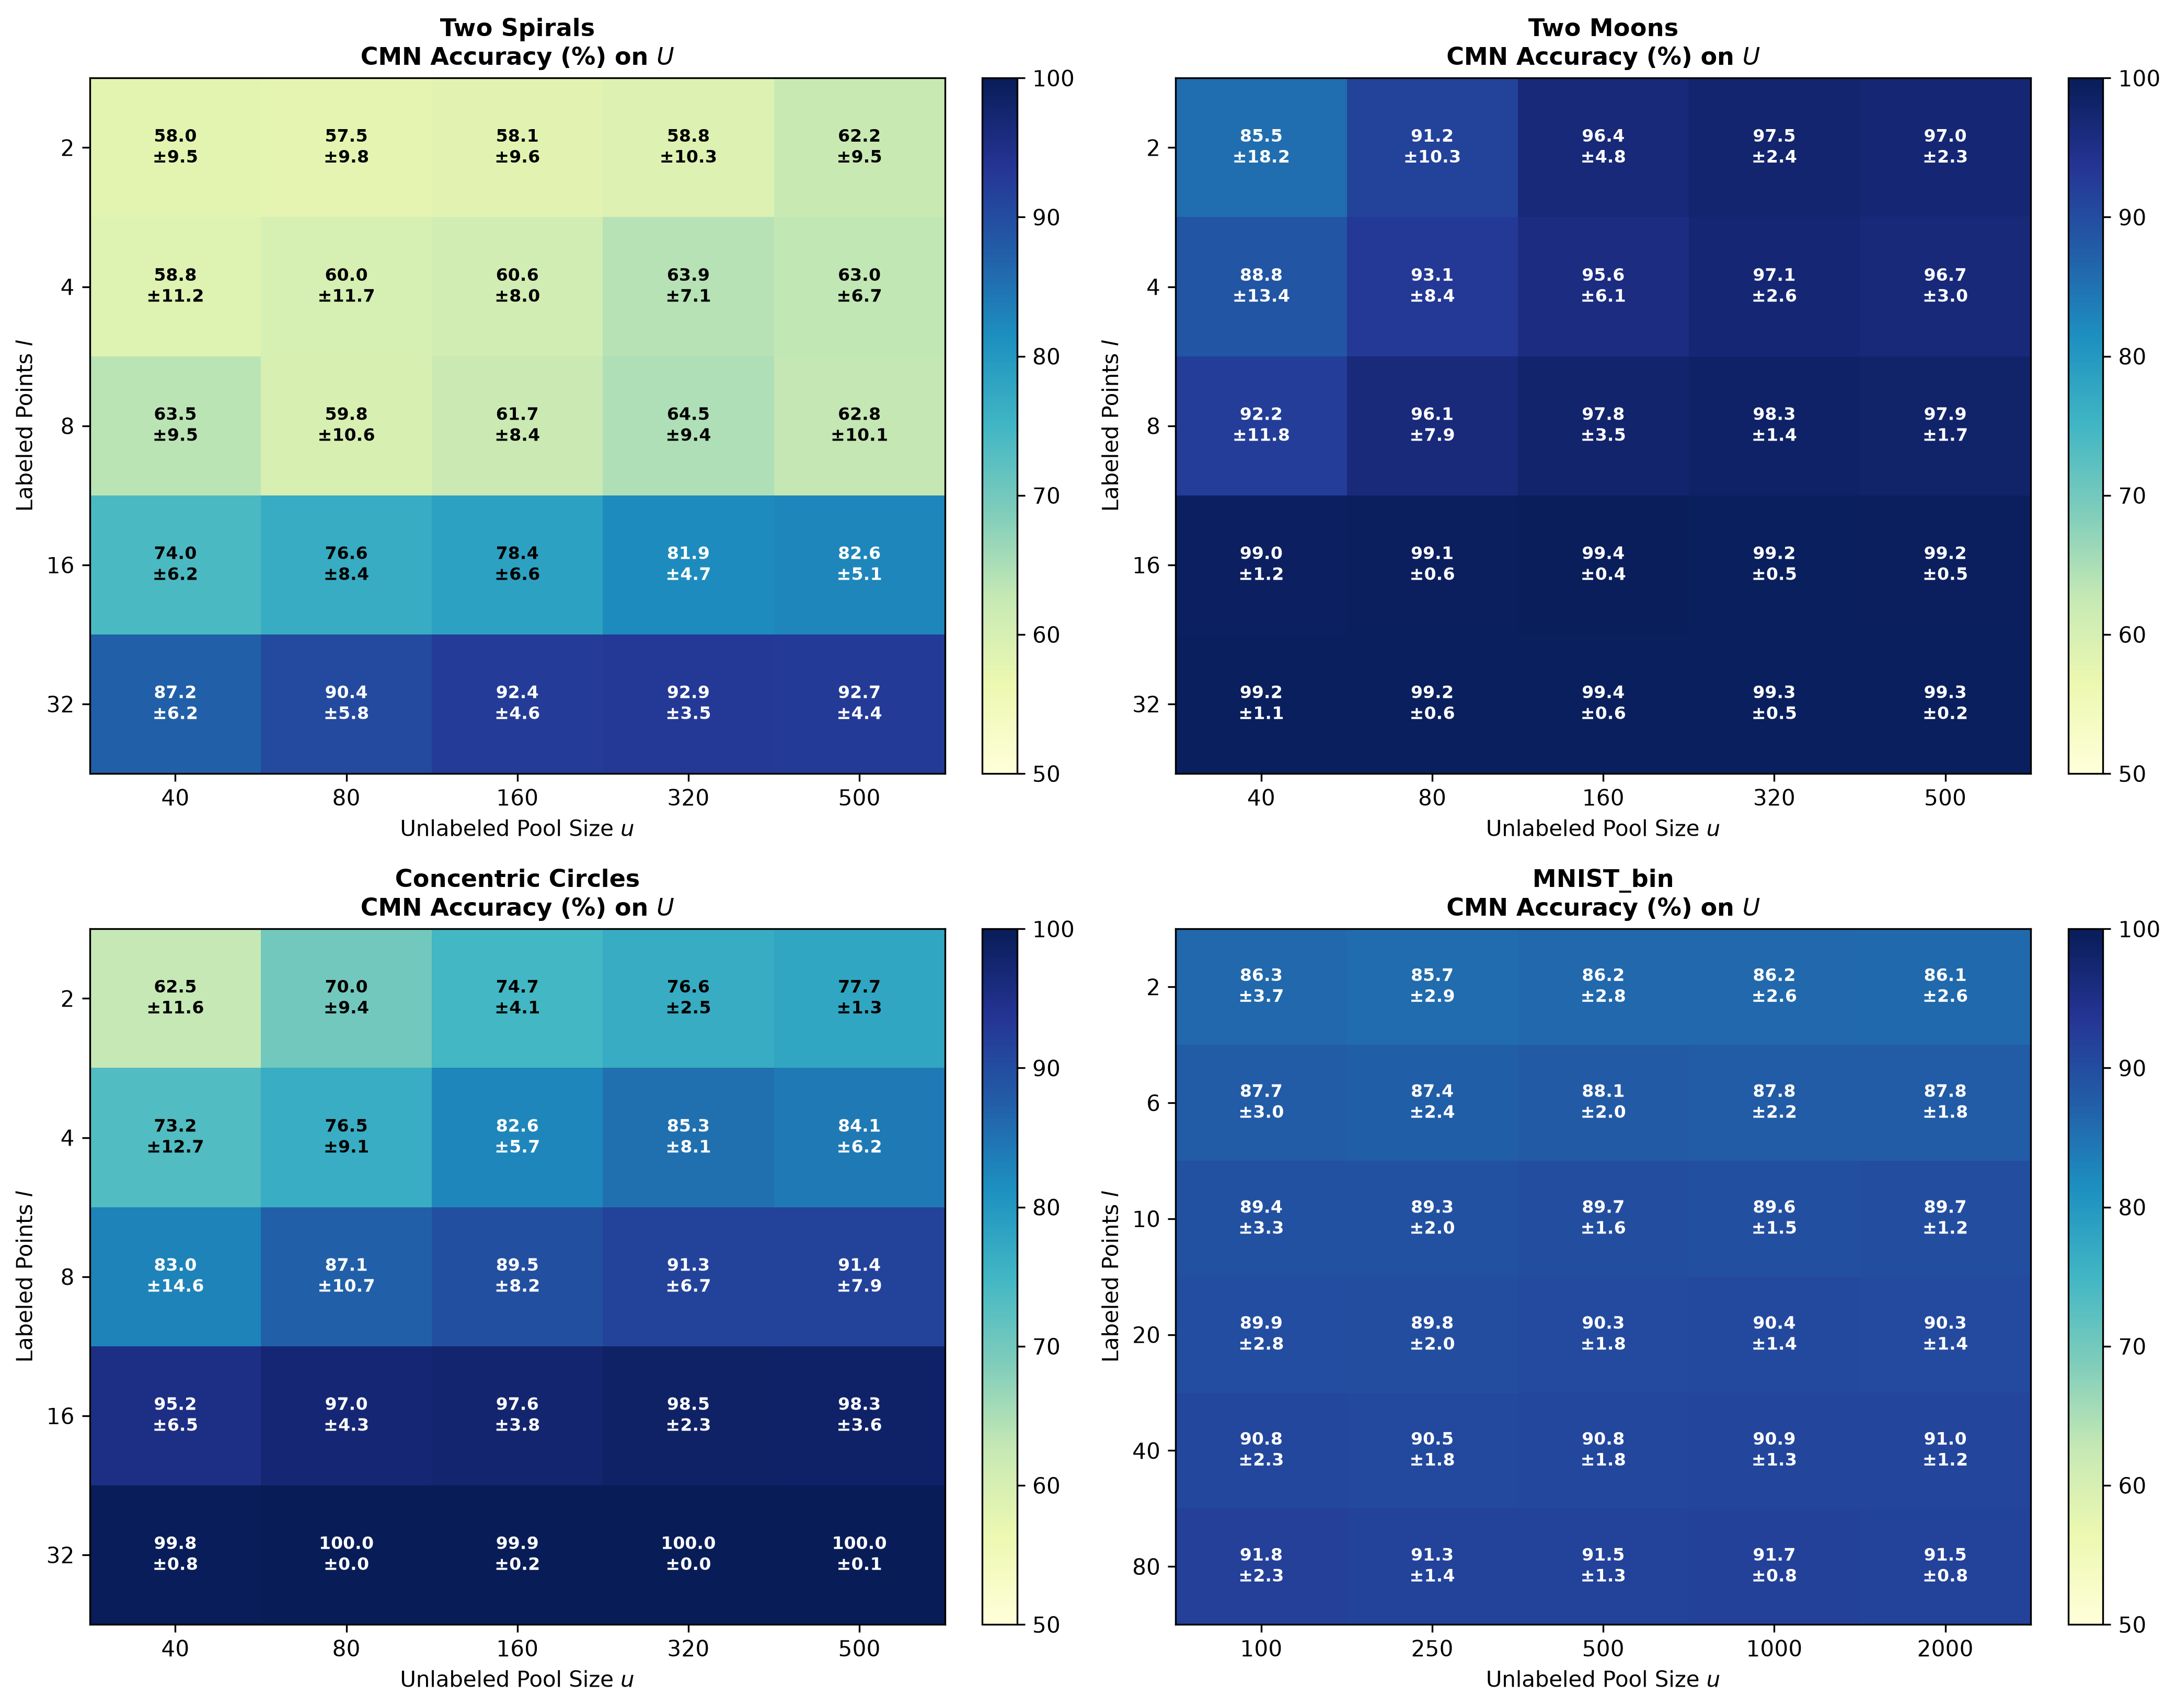 Two Spirals
CMN Accuracy (%) on U
58.0 57.5 58.1 58.8 62.2
±9.5 ±9.8 ±9.6 ±10.3 ±9.5
2
58.8 60.0 60.6 63.9 63.0
±11.2 ±11.7 ±8.0 ±7.1 ±6.7
4
63.5 59.8 61.7 64.5 62.8
±9.5 ±10.6 ±8.4 ±9.4 ±10.1
8
74.0 76.6 78.4 81.9 82.6
±6.2 ±8.4 ±6.6 ±4.7 ±5.1
16
87.2 90.4 92.4 92.9 92.7
±6.2 ±5.8 ±4.6 ±3.5 ±4.4
32
Labeled Points l
40 80 160 320 500
Unlabeled Pool Size u
100
90
80
70
60
50
Two Moons
CMN Accuracy (%) on U
85.5 91.2 96.4 97.5 97.0
±18.2 ±10.3 ±4.8 ±2.4 ±2.3
2
88.8 93.1 95.6 97.1 96.7
±13.4 ±8.4 ±6.1 ±2.6 ±3.0
4
92.2 96.1 97.8 98.3 97.9
±11.8 ±7.9 ±3.5 ±1.4 ±1.7
8
99.0 99.1 99.4 99.2 99.2
±1.2 ±0.6 ±0.4 ±0.5 ±0.5
16
99.2 99.2 99.4 99.3 99.3
±1.1 ±0.6 ±0.6 ±0.5 ±0.2
32
Labeled Points l
40 80 160 320 500
Unlabeled Pool Size u
100
90
80
70
60
50
Concentric Circles
CMN Accuracy (%) on U
62.5 70.0 74.7 76.6 77.7
±11.6 ±9.4 ±4.1 ±2.5 ±1.3
2
73.2 76.5 82.6 85.3 84.1
±12.7 ±9.1 ±5.7 ±8.1 ±6.2
4
83.0 87.1 89.5 91.3 91.4
±14.6 ±10.7 ±8.2 ±6.7 ±7.9
8
95.2 97.0 97.6 98.5 98.3
±6.5 ±4.3 ±3.8 ±2.3 ±3.6
16
99.8 100.0 99.9 100.0 100.0
±0.8 ±0.0 ±0.2 ±0.0 ±0.1
32
Labeled Points l
40 80 160 320 500
Unlabeled Pool Size u
100
90
80
70
60
50
MNIST_bin
CMN Accuracy (%) on U
86.3 85.7 86.2 86.2 86.1
±3.7 ±2.9 ±2.8 ±2.6 ±2.6
2
87.7 87.4 88.1 87.8 87.8
±3.0 ±2.4 ±2.0 ±2.2 ±1.8
6
89.4 89.3 89.7 89.6 89.7
±3.3 ±2.0 ±1.6 ±1.5 ±1.2
10
89.9 89.8 90.3 90.4 90.3
±2.8 ±2.0 ±1.8 ±1.4 ±1.4
20
90.8 90.5 90.8 90.9 91.0
±2.3 ±1.8 ±1.8 ±1.3 ±1.2
40
91.8 91.3 91.5 91.7 91.5
±2.3 ±1.4 ±1.3 ±0.8 ±0.8
80
Labeled Points l
100 250 500 1000 2000
Unlabeled Pool Size u
100
90
80
70
60
50